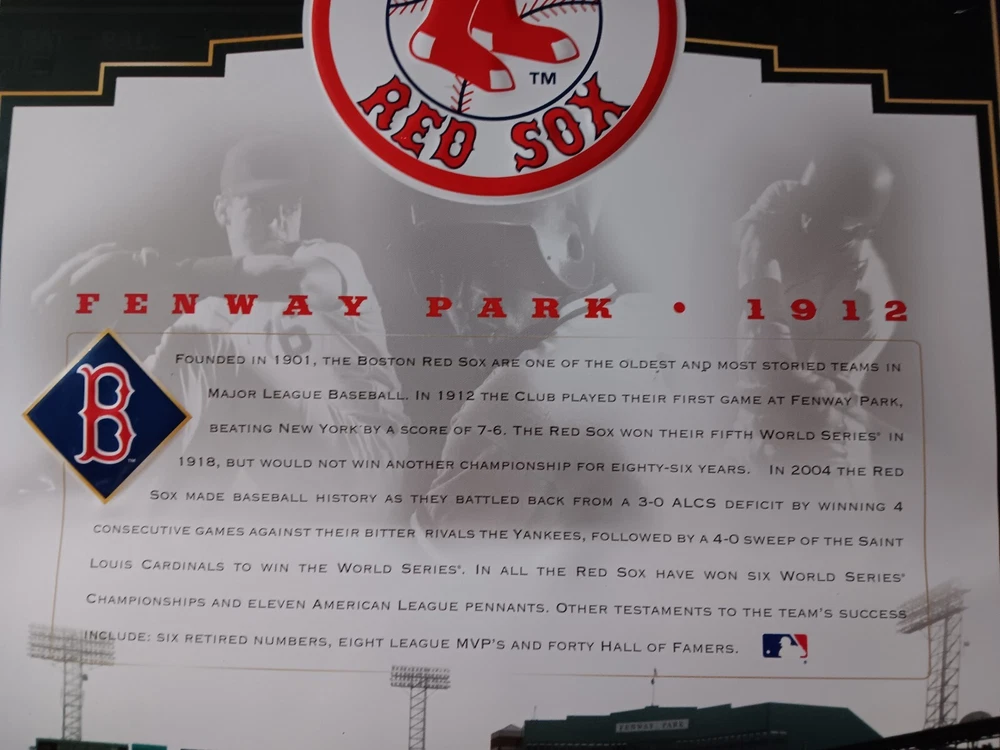 RED SOX
TM
FENWAY PARK • 1912
B
FOUNDED IN 1901, THE BOSTON RED SOX ARE ONE OF THE OLDEST AND MOST STORIED TEAMS IN
MAJOR LEAGUE BASEBALL. IN 1912 THE CLUB PLAYED THEIR FIRST GAME AT FENWAY PARK,
BEATING NEW YORK BY A SCORE OF 7-6. THE RED SOX WON THEIR FIFTH WORLD SERIES® IN
1918, BUT WOULD NOT WIN ANOTHER CHAMPIONSHIP FOR EIGHTY-SIX YEARS. IN 2004 THE RED
SOX MADE BASEBALL HISTORY AS THEY BATTLED BACK FROM A 3-0 ALCS DEFICIT BY WINNING 4
CONSECUTIVE GAMES AGAINST THEIR BITTER RIVALS THE YANKEES, FOLLOWED BY A 4-0 SWEEP OF THE SAINT
LOUIS CARDINALS TO WIN THE WORLD SERIES®. IN ALL THE RED SOX HAVE WON SIX WORLD SERIES®
CHAMPIONSHIPS AND ELEVEN AMERICAN LEAGUE PENNANTS. OTHER TESTAMENTS TO THE TEAM'S SUCCESS
INCLUDE: SIX RETIRED NUMBERS, EIGHT LEAGUE MVP'S AND FORTY HALL OF FAMERS.
FENWAY PARK